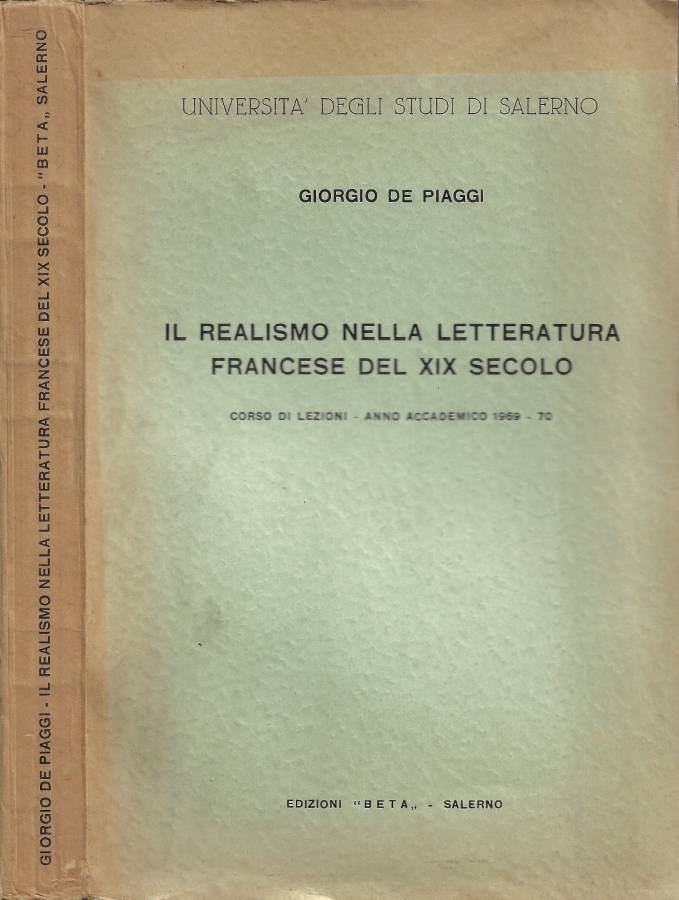 GIORGIO DE PIAGGI - IL REALISMO NELLA LETTERATURA FRANCESE DEL XIX SECOLO - "BETA„ SALERNO
UNIVERSITA' DEGLI STUDI DI SALERNO
GIORGIO DE PIAGGI
IL REALISMO NELLA LETTERATURA
FRANCESE DEL XIX SECOLO
CORSO DI LEZIONI - ANNO ACCADEMICO 1969 - 70
EDIZIONI "BETA„ - SALERNO